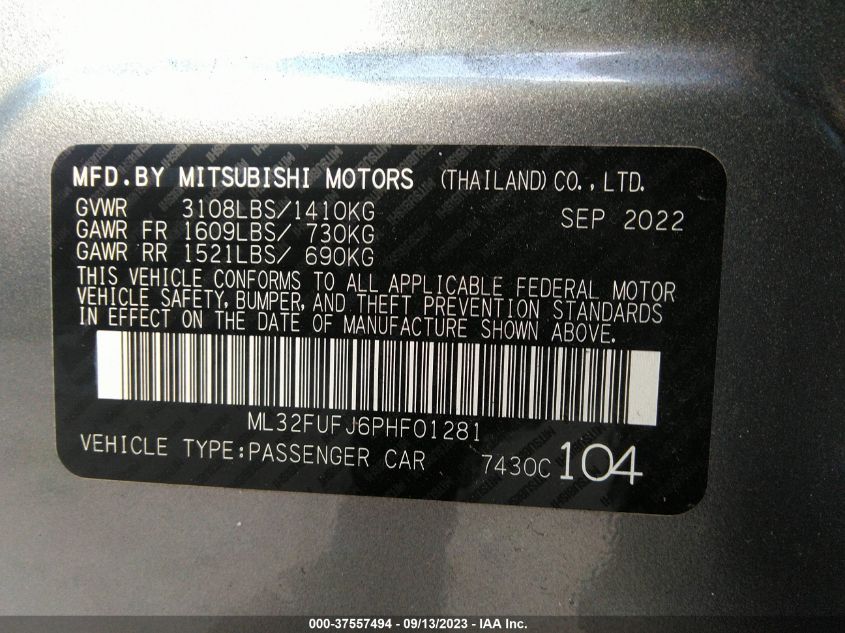 MFD.BY MITSUBISHI MOTORS (THAILAND) CO., LTD.
GVWR 3108LBS/1410KG SEP 2022
GAWR FR 1609LBS/ 730KG
GAWR RR 1521LBS/ 690KG
THIS VEHICLE CONFORMS TO ALL APPLICABLE FEDERAL MOTOR
VEHICLE SAFETY, BUMPER, AND THEFT PREVENTION STANDARDS
IN EFFECT ON THE DATE OF MANUFACTURE SHOWN ABOVE.
ML32FUFJ6PHF01281
VEHICLE TYPE:PASSENGER CAR 7430C 104
000-37557494 - 09/13/2023 - IAA Inc.